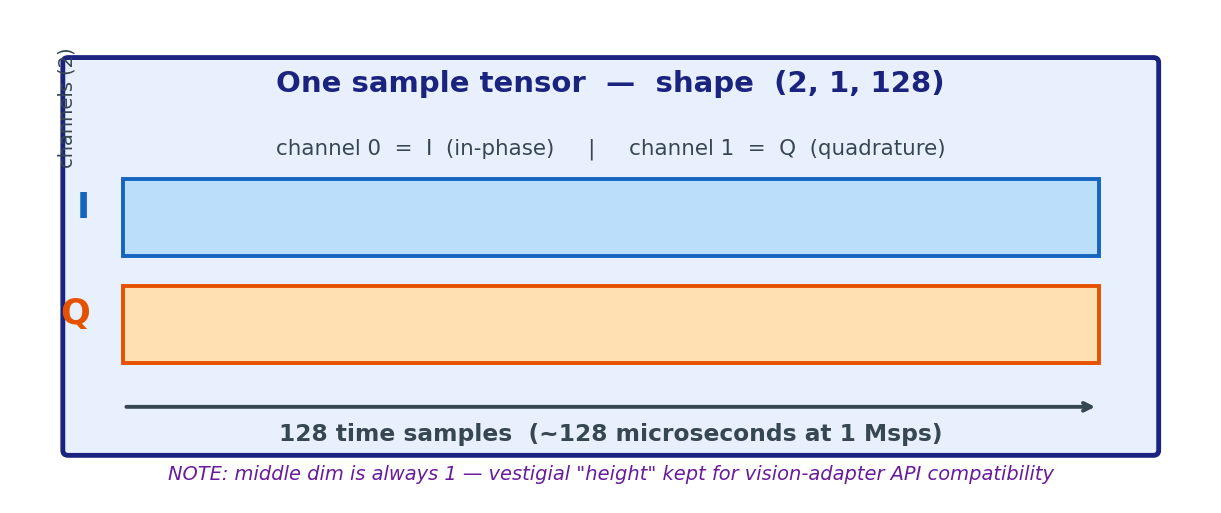 channels (2)
One sample tensor — shape (2, 1, 128)
channel 0 = I (in-phase) | channel 1 = Q (quadrature)
I
Q
128 time samples (~128 microseconds at 1 Msps)
NOTE: middle dim is always 1 — vestigial "height" kept for vision-adapter API compatibility